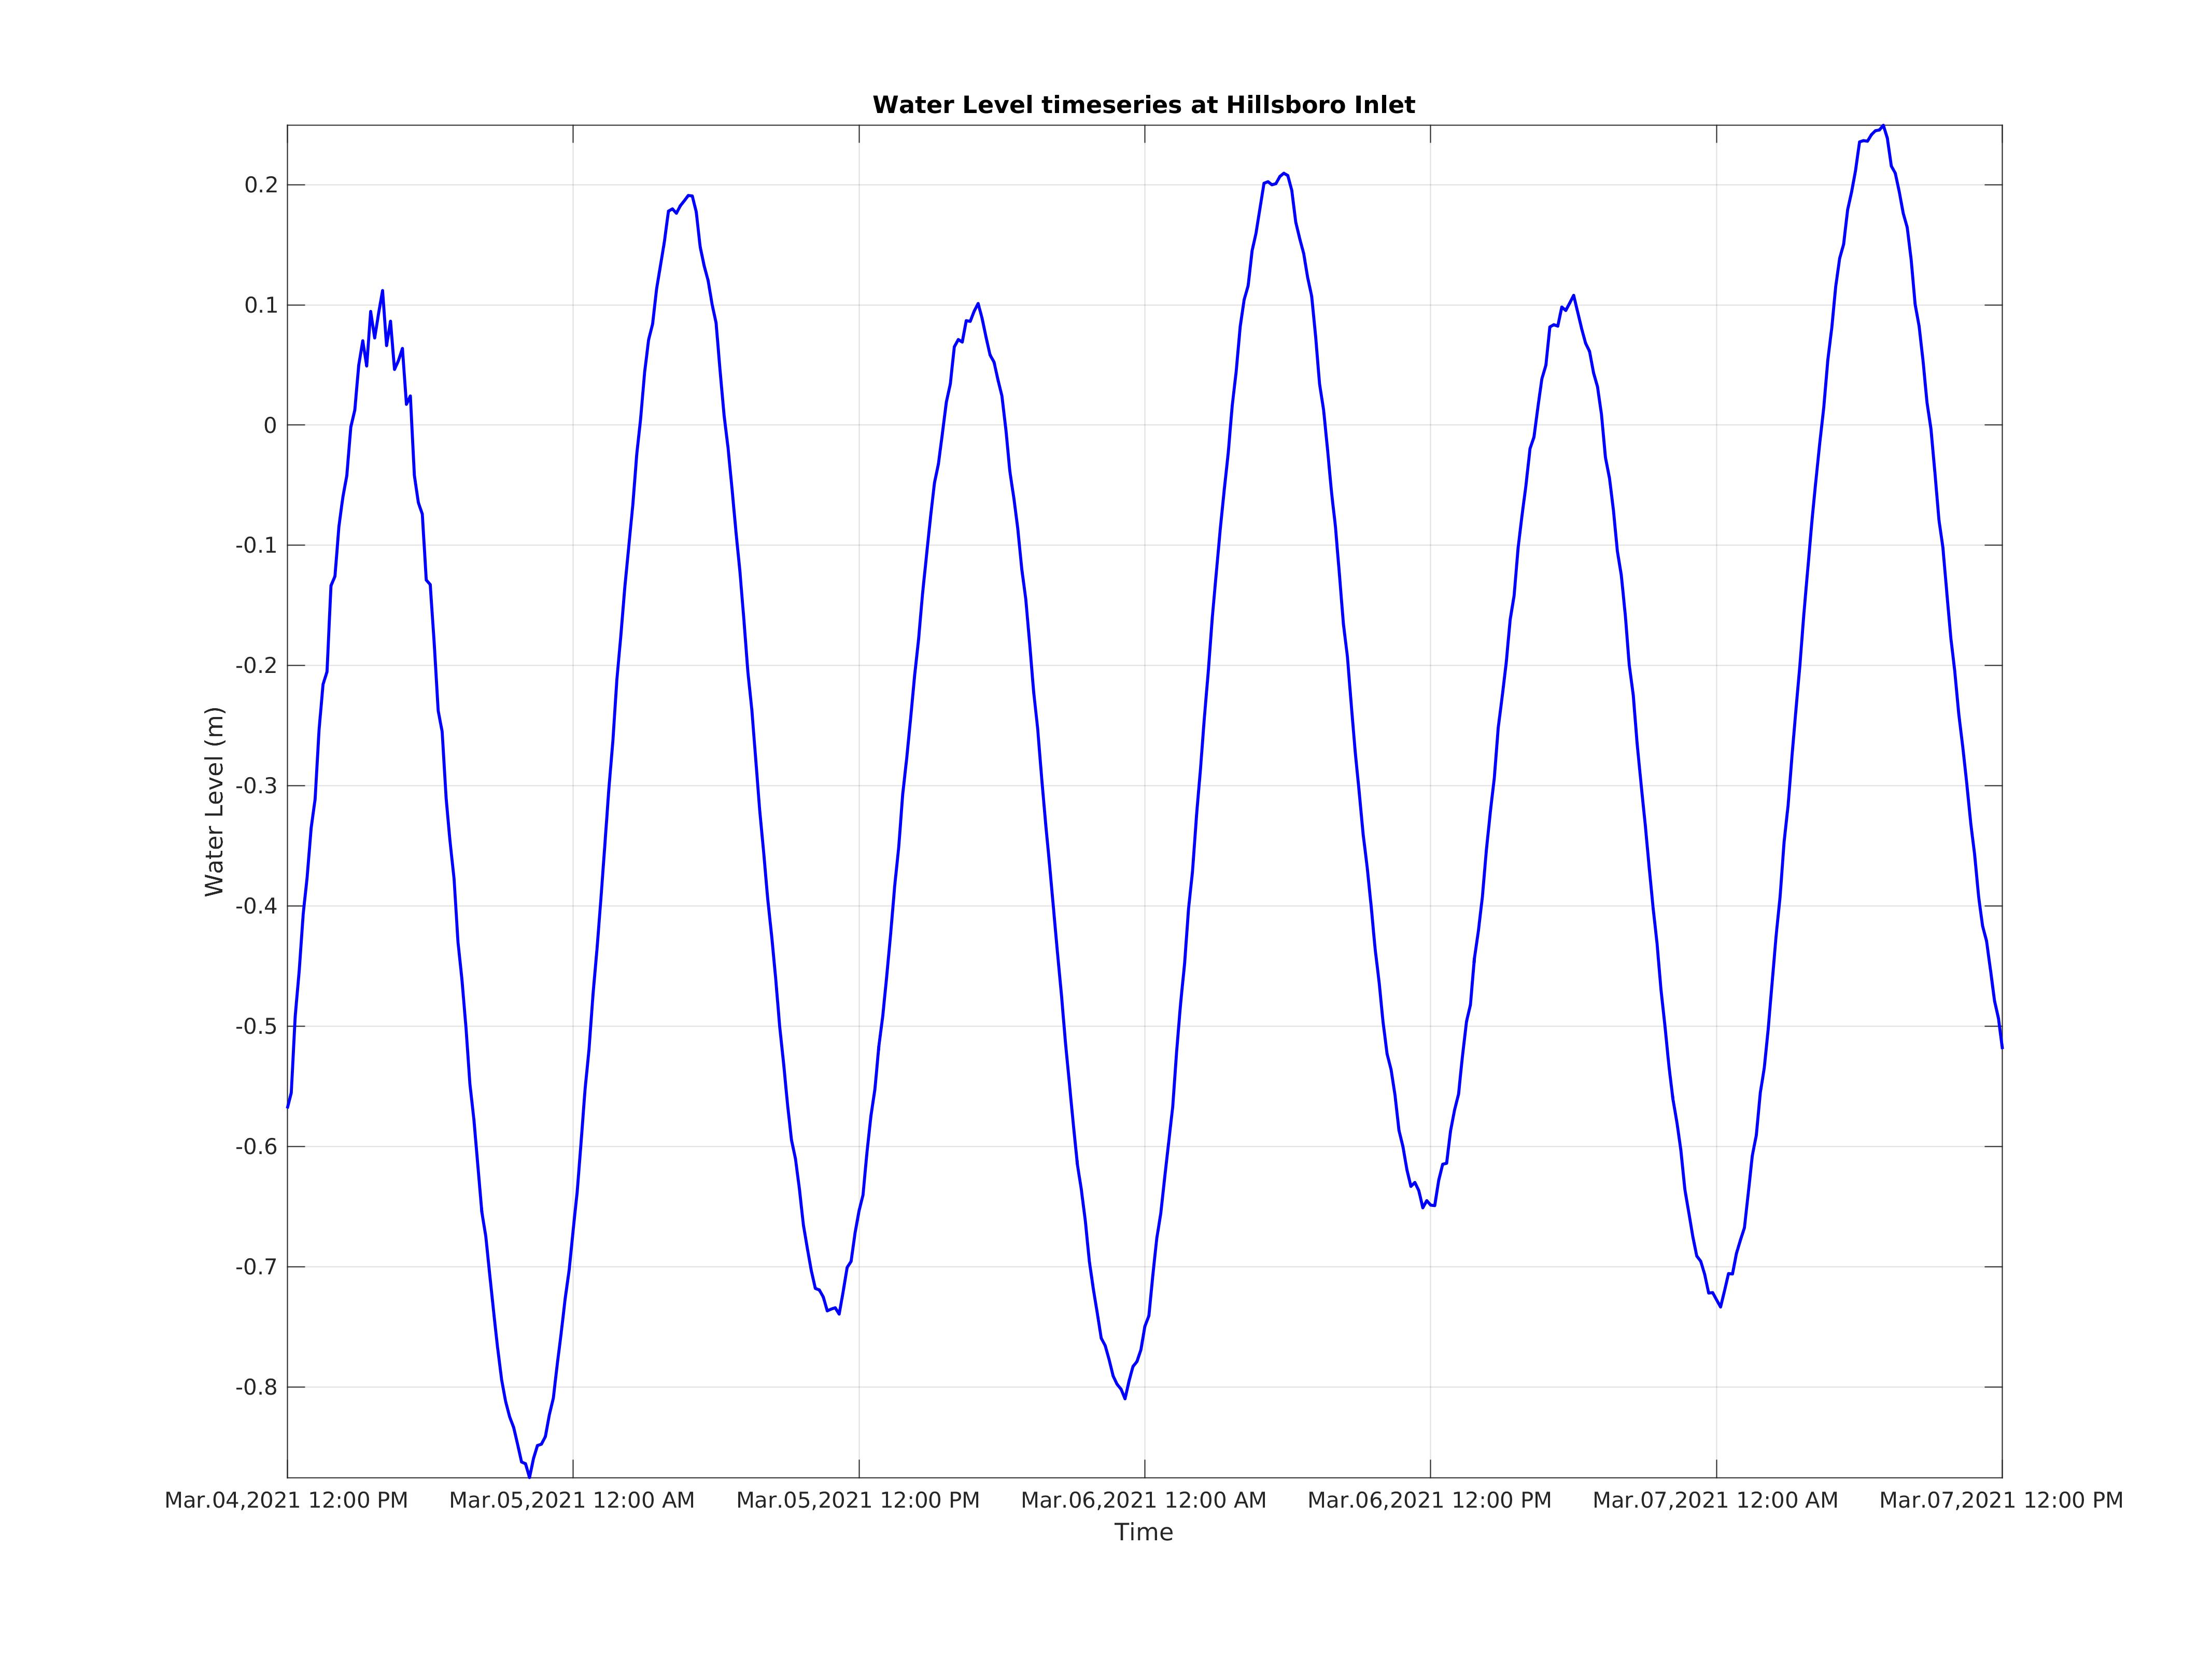 Water Level timeseries at Hillsboro Inlet
0.2
0.1
0
-0.1
-0.2
-0.3
-0.4
-0.5
-0.6
-0.7
-0.8
Water Level (m)
Mar.04,2021 12:00 PM Mar.05,2021 12:00 AM Mar.05,2021 12:00 PM Mar.06,2021 12:00 AM Mar.06,2021 12:00 PM Mar.07,2021 12:00 AM Mar.07,2021 12:00 PM
Time